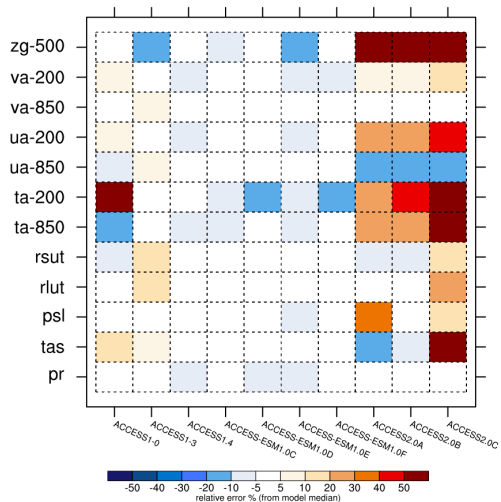 zg-500
va-200
va-850
ua-200
ua-850
ta-200
ta-850
rsut
rlut
psl
tas
pr
ACCESS1-0
ACCESS1-3
ACCESS1.4
ACCESS-ESM1.0C
ACCESS-ESM1.0D
ACCESS-ESM1.0E
ACCESS-ESM1.0F
ACCESS2.0A
ACCESS2.0B
ACCESS2.0C
-50 -40 -30 -20 -10 -5 5 10 20 30 40 50
relative error % (from model median)